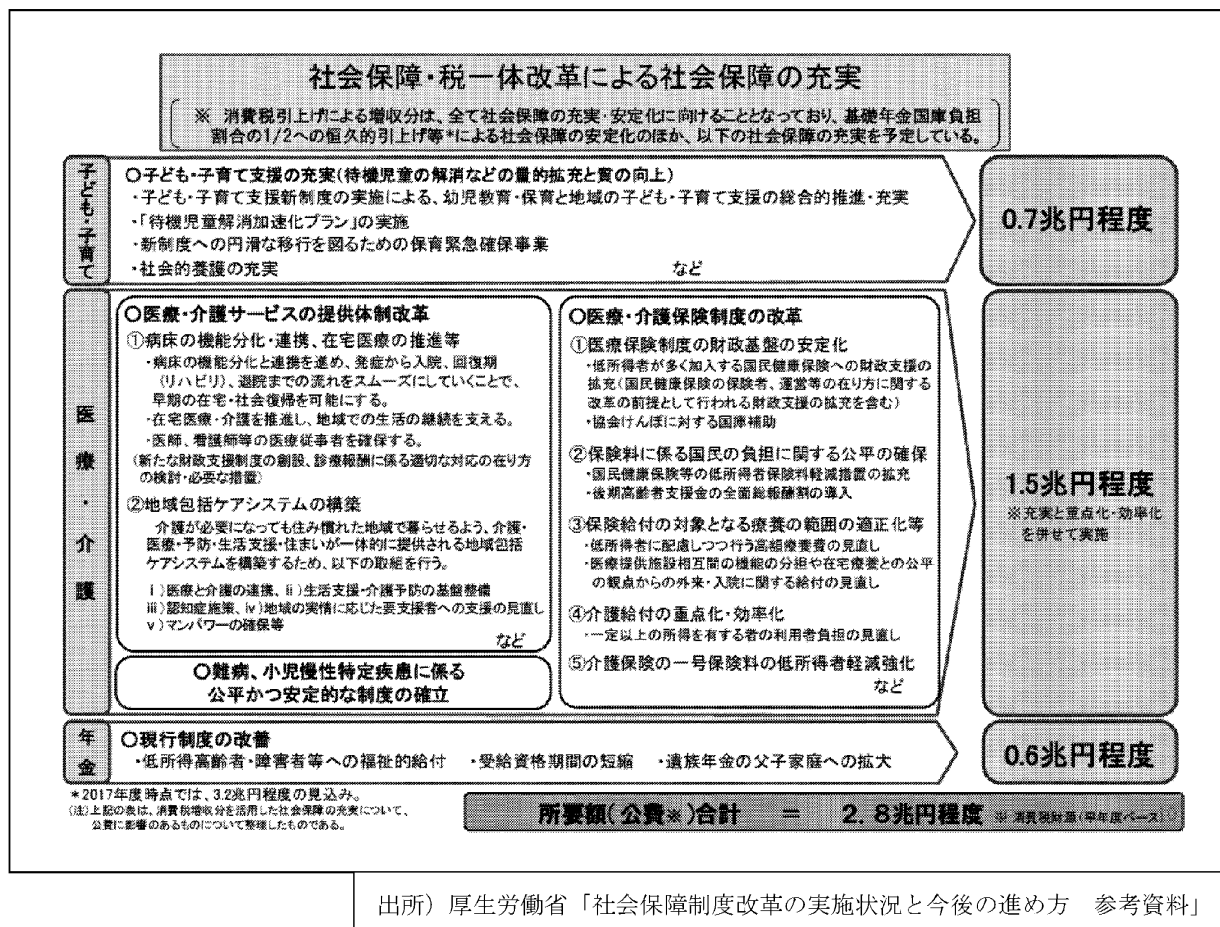 社会保障・税一体改革による社会保障の充実
※ 消費税引上げによる増収分は、全て社会保障の充実・安定化に向けることとなっており、基礎年金国庫負担
割合の1/2への恒久的引上げ等*による社会保障の安定化のほか、以下の社会保障の充実を予定している。
子ども・子育て
○子ども・子育て支援の充実(待機児童の解消などの量的拡充と質の向上)
・子ども・子育て支援新制度の実施による、幼児教育・保育と地域の子ども・子育て支援の総合的推進・充実
・「待機児童解消加速化プラン」の実施
・新制度への円滑な移行を図るための保育緊急確保事業
・社会的養護の充実 など
0.7兆円程度
医療・介護
○医療・介護サービスの提供体制改革
①病床の機能分化・連携、在宅医療の推進等
・病床の機能分化と連携を進め、発症から入院、回復期
(リハビリ)、退院までの流れをスムーズにしていくことで、
早期の在宅・社会復帰を可能にする。
・在宅医療・介護を推進し、地域での生活の継続を支える。
・医師、看護師等の医療従事者を確保する。
(新たな財政支援制度の創設、診療報酬に係る適切な対応の在り方
の検討・必要な措置)
②地域包括ケアシステムの構築
介護が必要になっても住み慣れた地域で暮らせるよう、介護・
医療・予防・生活支援・住まいが一体的に提供される地域包括
ケアシステムを構築するため、以下の取組を行う。
ⅰ)医療と介護の連携、ⅱ)生活支援・介護予防の基盤整備
ⅲ)認知症施策、ⅳ)地域の実情に応じた要支援者への支援の見直し
ⅴ)マンパワーの確保等
など
○難病、小児慢性特定疾患に係る
公平かつ安定的な制度の確立
○医療・介護保険制度の改革
①医療保険制度の財政基盤の安定化
・低所得者が多く加入する国民健康保険への財政支援の
拡充(国民健康保険の保険者、運営等の在り方に関する
改革の前提として行われる財政支援の拡充を含む)
・協会けんぽに対する国庫補助
②保険料に係る国民の負担に関する公平の確保
・国民健康保険等の低所得者保険料軽減措置の拡充
・後期高齢者支援金の全面総報酬割の導入
③保険給付の対象となる療養の範囲の適正化等
・低所得者に配慮しつつ行う高額療養費の見直し
・医療提供施設相互間の機能の分担や在宅療養との公平
の観点からの外来・入院に関する給付の見直し
④介護給付の重点化・効率化
・一定以上の所得を有する者の利用者負担の見直し
⑤介護保険の一号保険料の低所得者軽減強化
など
1.5兆円程度
※充実と重点化・効率化
を併せて実施
年金
○現行制度の改善
・低所得高齢者・障害者等への福祉的給付 ・受給資格期間の短縮 ・遺族年金の父子家庭への拡大
0.6兆円程度
*2017年度時点では、3.2兆円程度の見込み。
(注)上記の表は、消費税増収分を活用した社会保障の充実について、
公費に影響のあるものについて整理したものである。
所要額(公費※)合計 = 2.8兆円程度 ※ 消費税財源(平年度ベース)
出所)厚生労働省「社会保障制度改革の実施状況と今後の進め方 参考資料」